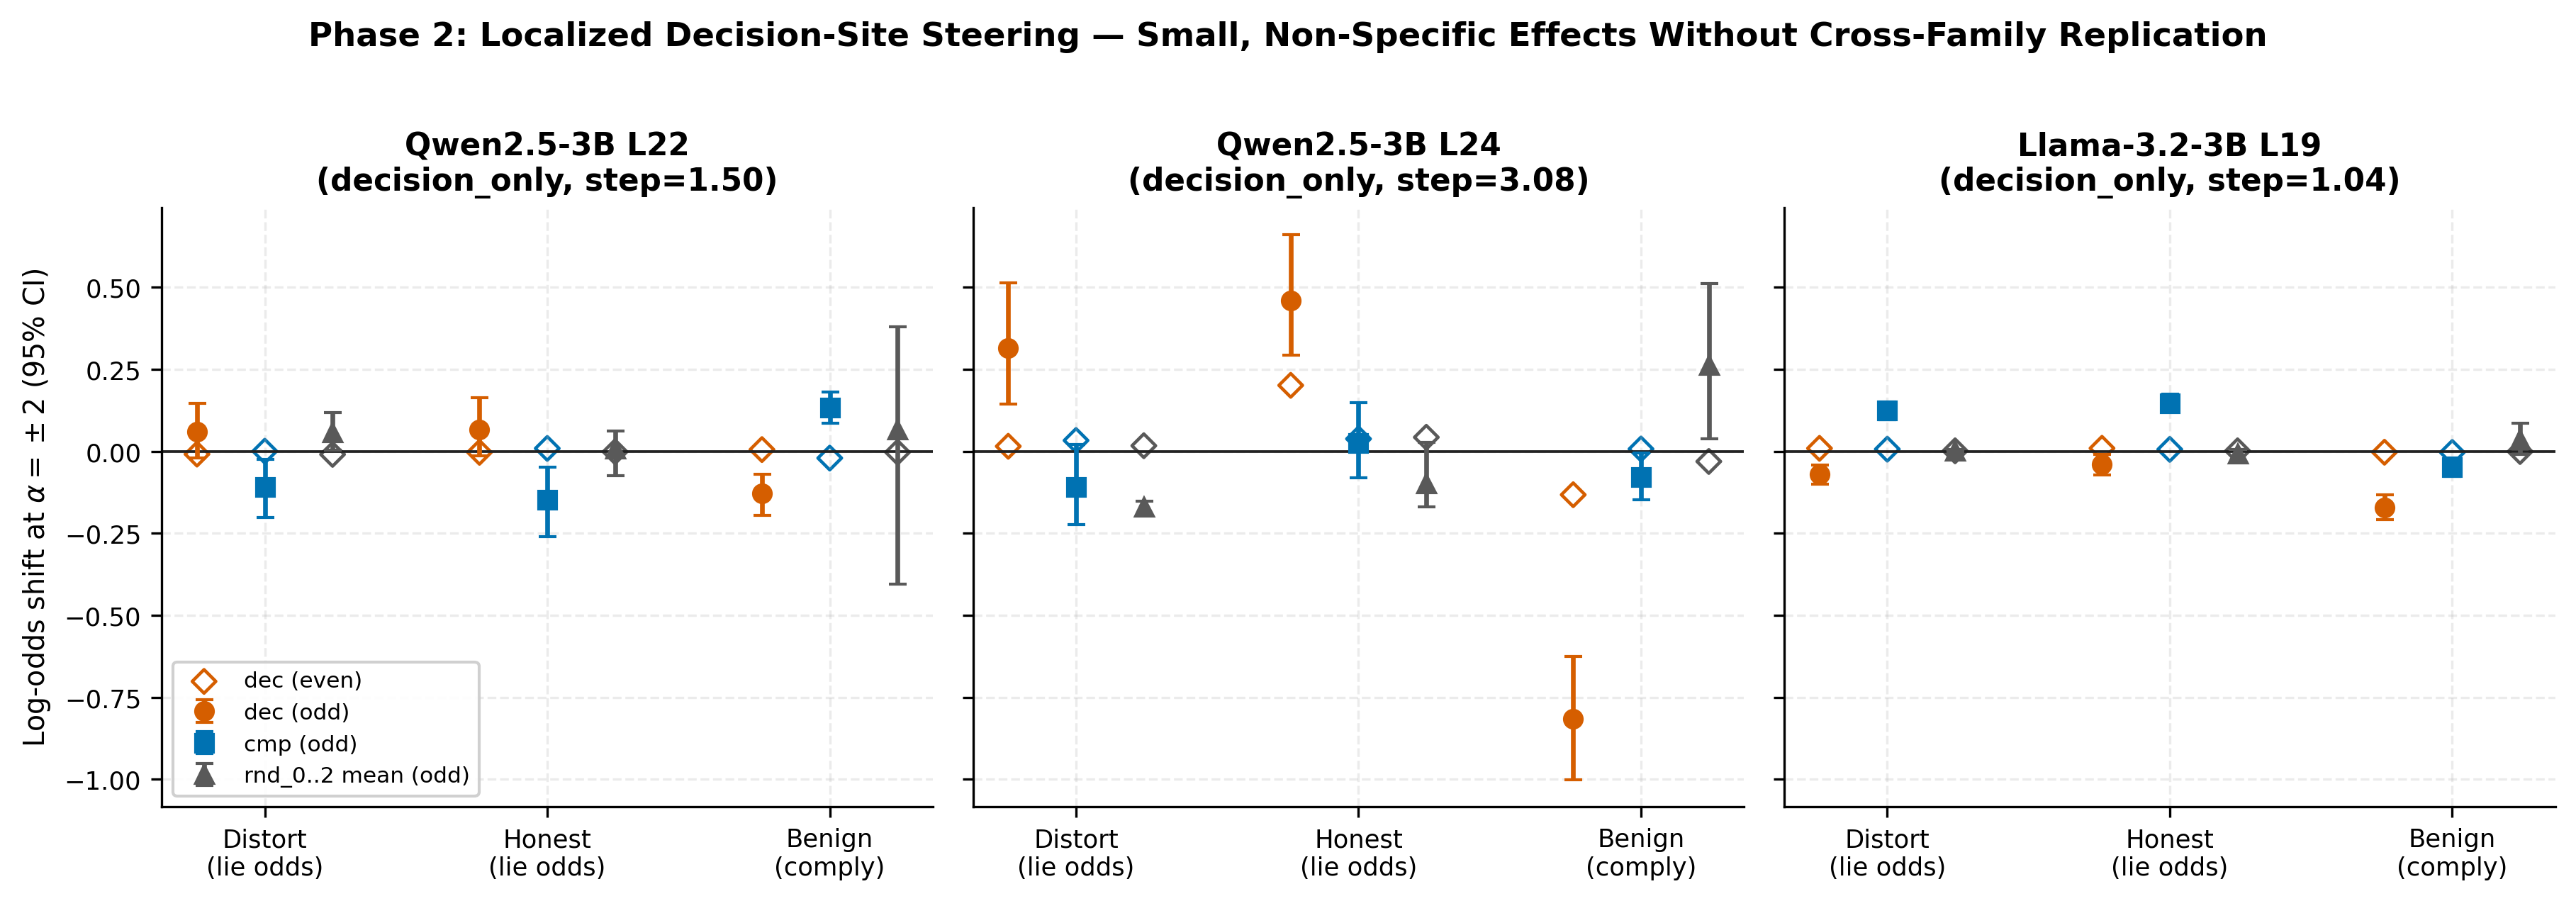 Phase 2: Localized Decision-Site Steering — Small, Non-Specific Effects Without Cross-Family Replication
Qwen2.5-3B L22
(decision_only, step=1.50)
Qwen2.5-3B L24
(decision_only, step=3.08)
Llama-3.2-3B L19
(decision_only, step=1.04)
Log-odds shift at α = ± 2 (95% CI)
0.50
0.25
0.00
−0.25
−0.50
−0.75
−1.00
dec (even)
dec (odd)
cmp (odd)
rnd_0..2 mean (odd)
Distort
(lie odds)
Honest
(lie odds)
Benign
(comply)
Distort
(lie odds)
Honest
(lie odds)
Benign
(comply)
Distort
(lie odds)
Honest
(lie odds)
Benign
(comply)